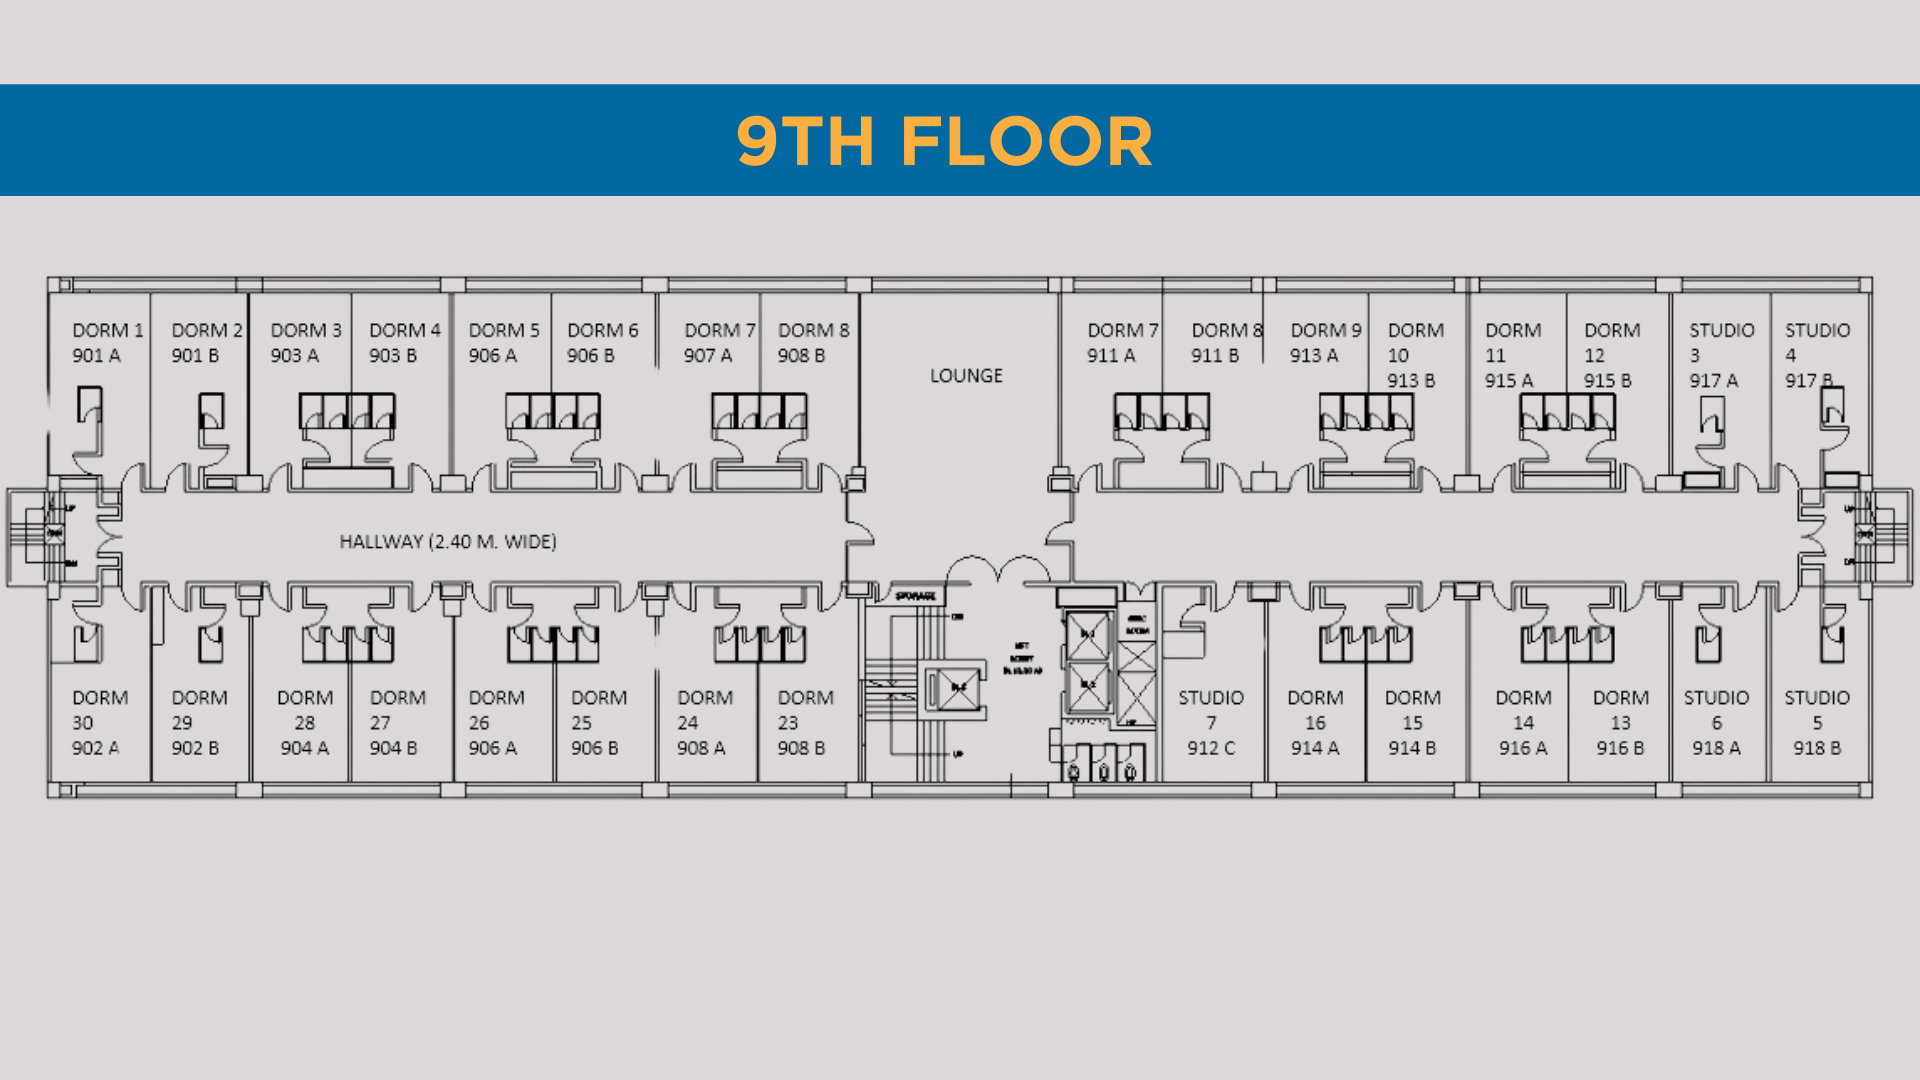 9TH FLOOR
DORM 1
901 A
DORM 2
901 B
DORM 3
903 A
DORM 4
903 B
DORM 5
906 A
DORM 6
906 B
DORM 7
907 A
DORM 8
908 B
LOUNGE
DORM 7
911 A
DORM 8
911 B
DORM 9
913 A
DORM
10
913 B
DORM
11
915 A
DORM
12
915 B
STUDIO
3
917 A
STUDIO
4
917 B
HALLWAY (2.40 M. WIDE)
UP
UP
STORAGE
DORM
30
902 A
DORM
29
902 B
DORM
28
904 A
DORM
27
904 B
DORM
26
906 A
DORM
25
906 B
DORM
24
908 A
DORM
23
908 B
UP
STUDIO
7
912 C
DORM
16
914 A
DORM
15
914 B
DORM
14
916 A
DORM
13
916 B
STUDIO
6
918 A
STUDIO
5
918 B